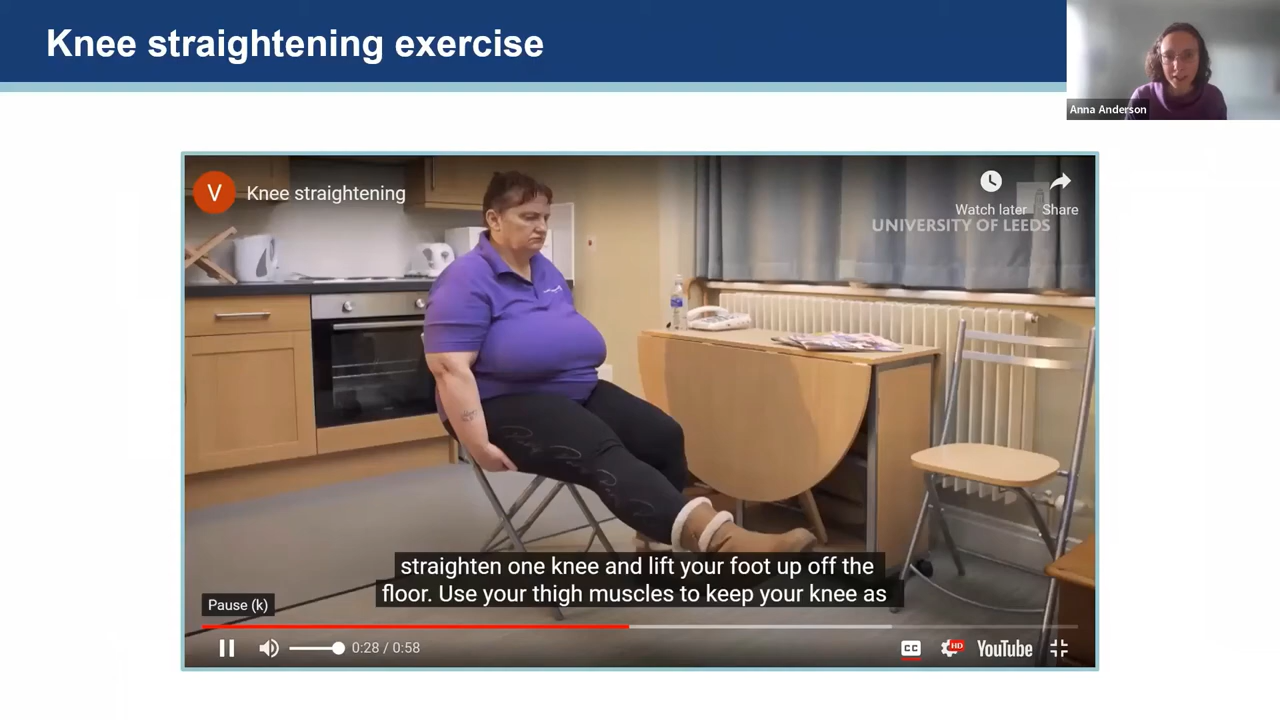 Knee straightening exercise
Anna Anderson
V
Knee straightening
Watch later
Share
UNIVERSITY OF LEEDS
straighten one knee and lift your foot up off the
floor. Use your thigh muscles to keep your knee as
Pause (k)
0:28 / 0:58
CC
HD
YouTube